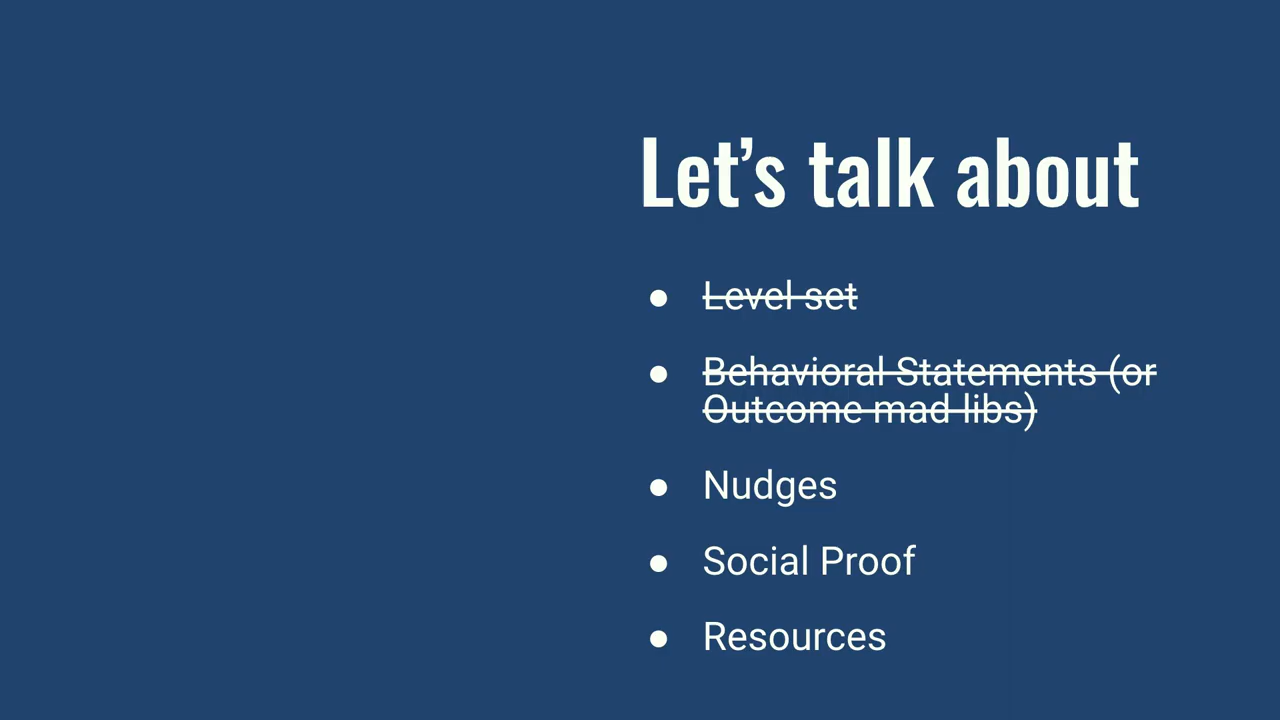 Let’s talk about
● Level set
● Behavioral Statements (or
Outcome mad libs)
● Nudges
● Social Proof
● Resources